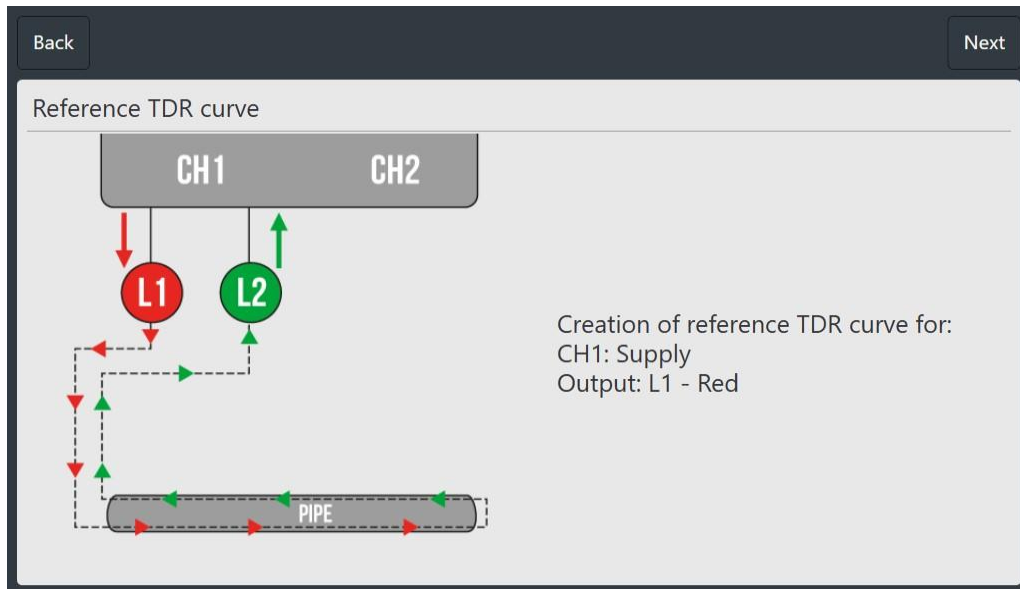 Back
Next
Reference TDR curve
CH1
CH2
L1
L2
Creation of reference TDR curve for:
CH1: Supply
Output: L1 - Red
PIPE